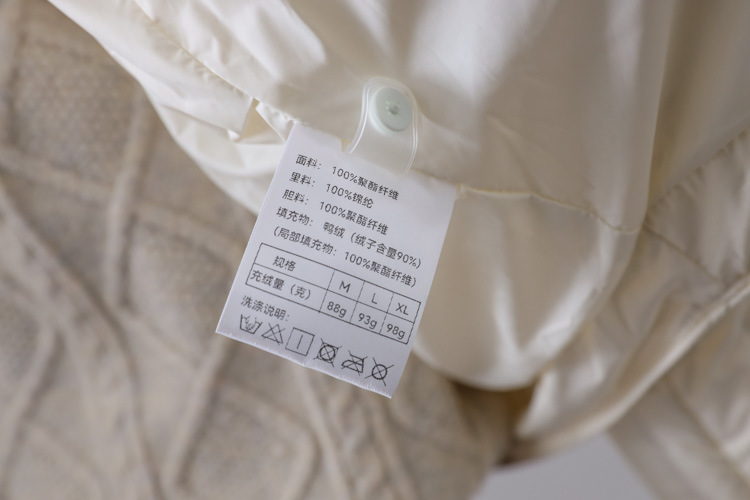 面料：100%聚酯纤维
里料：100%锦纶
胆料：100%聚酯纤维
填充物：鸭绒（绒子含量90%）
（局部填充物：100%聚酯纤维）
规格 M L XL
充绒量（克） 88g 93g 98g
洗涤说明：